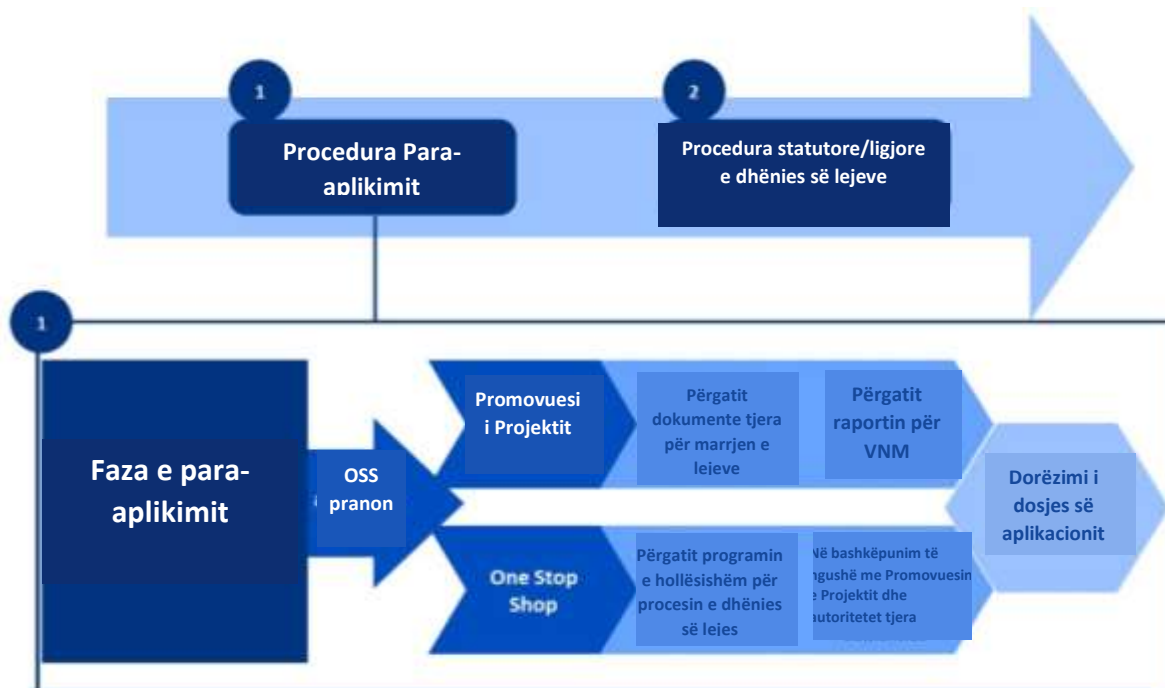 1
2
Procedura Para-
aplikimit
Procedura statutore/ligjore
e dhënies së lejeve
1
Faza e para-
aplikimit
OSS
pranon
Promovuesi
i Projektit
Përgatit
dokumente tjera
për marrjen e
lejeve
Përgatit
raportin për
VNM
One Stop
Shop
Përgatit programin
e hollësishëm për
procesin e dhënies
së lejes
Në bashkëpunim të
ngushë me Promovuesin
e Projektit dhe
autoritetet tjera
Dorëzimi i
dosjes së
aplikacionit